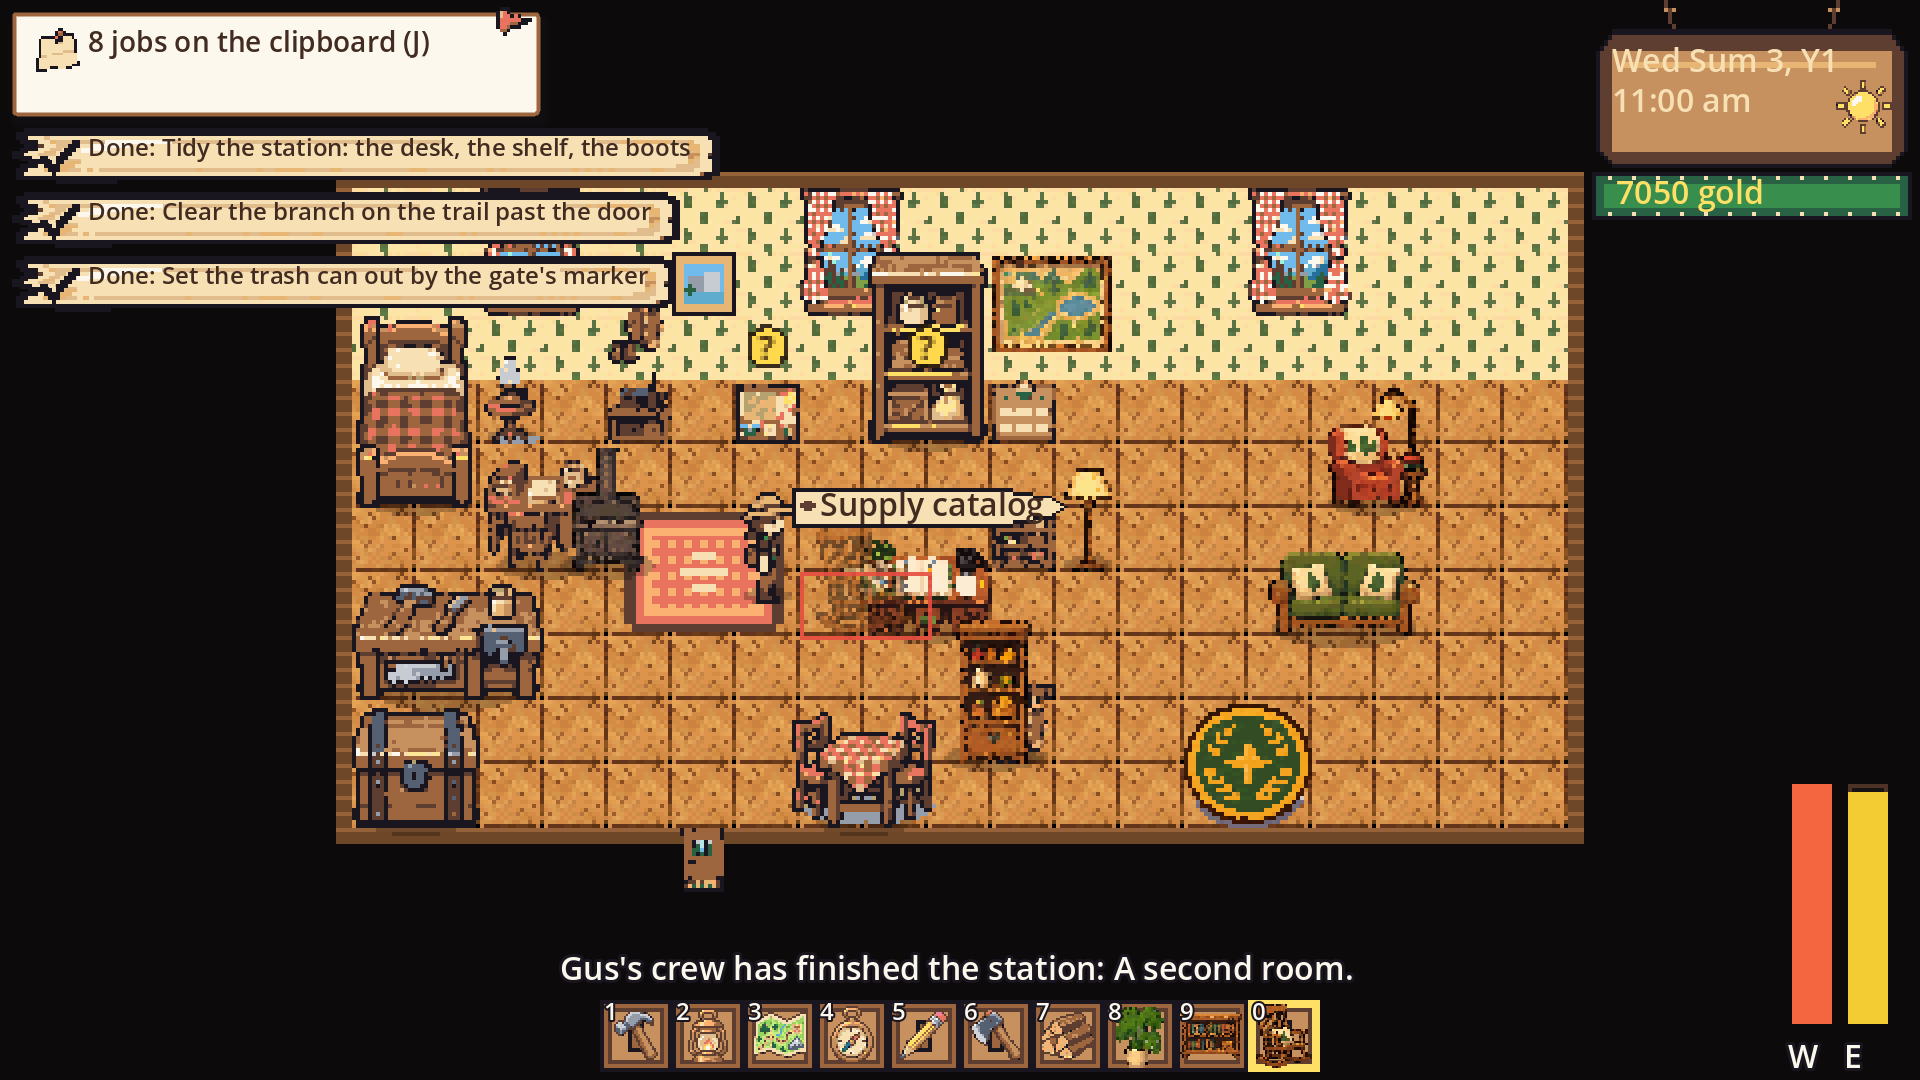 8 jobs on the clipboard (J)
Wed Sum 3, Y1
11:00 am
7050 gold
Done: Tidy the station: the desk, the shelf, the boots
Done: Clear the branch on the trail past the door
Done: Set the trash can out by the gate's marker
?
?
Supply catalog
Gus's crew has finished the station: A second room.
1 2 3 4 5 6 7 8 9 0
W E